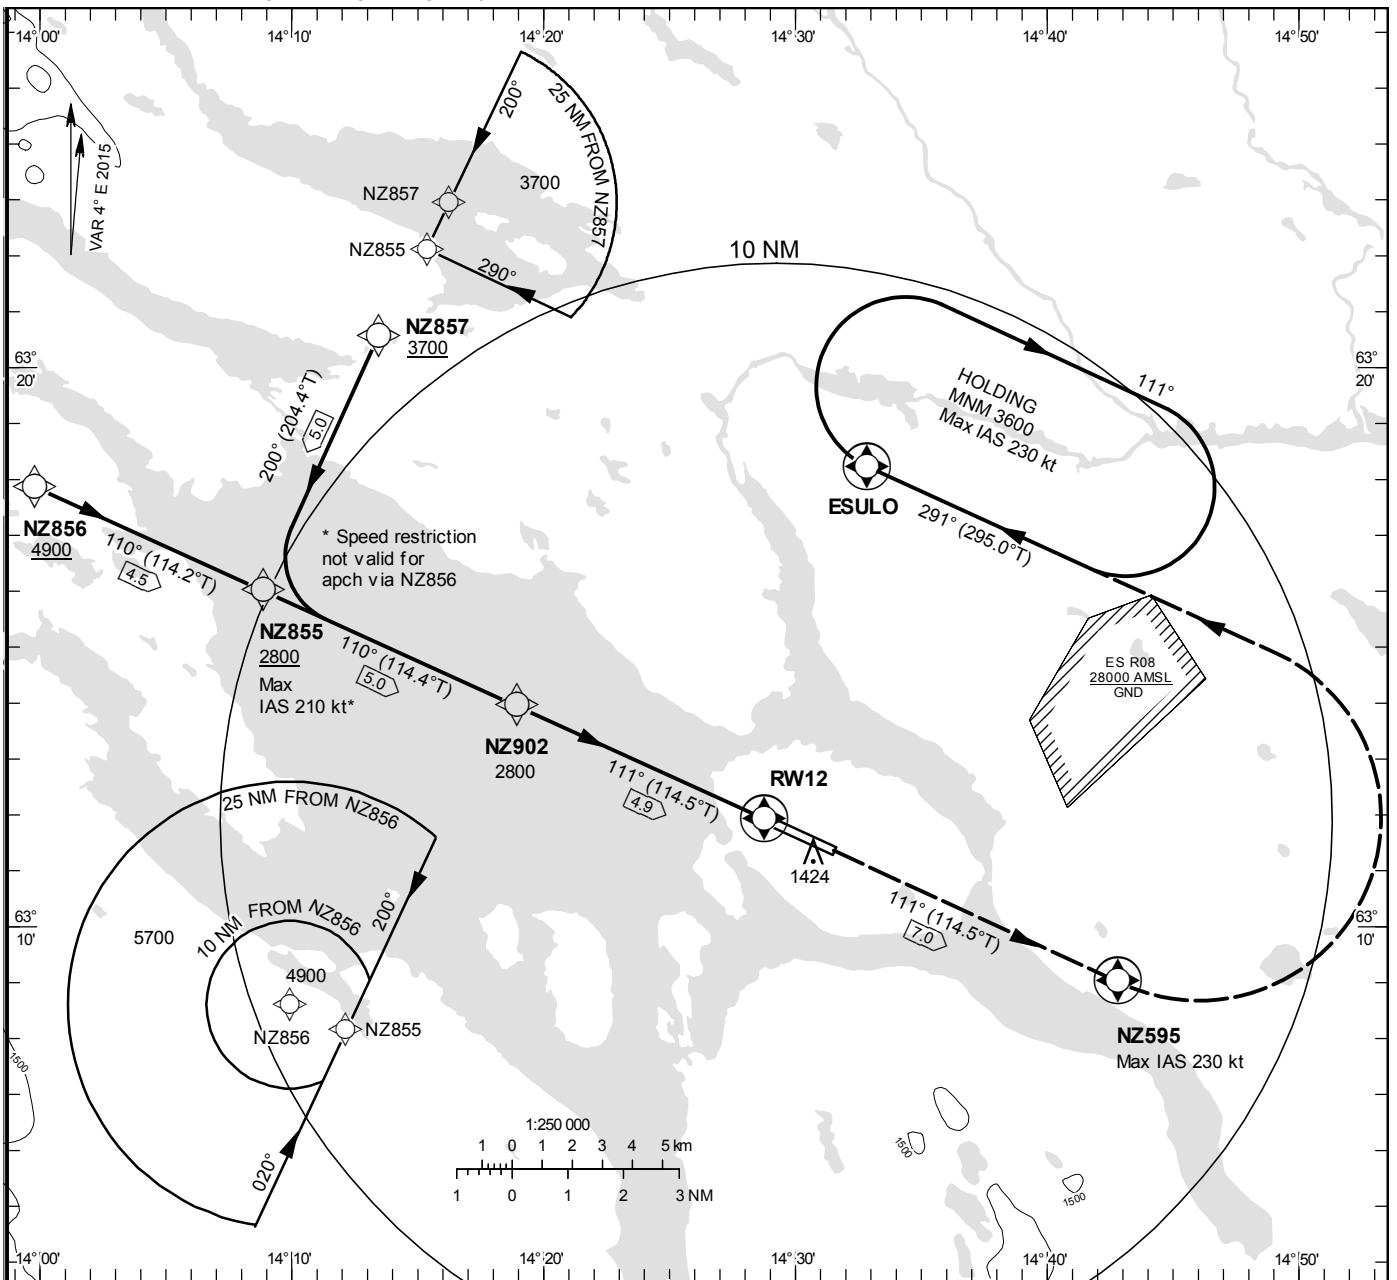 14°00'
14°10'
14°20'
14°30'
14°40'
14°50'
VAR 4° E 2015
200°
25 NM FROM NZ857
3700
NZ857
NZ855
290°
10 NM
NZ857
3700
63°
20'
63°
20'
200° (204.4°T)
5.0
HOLDING
MNM 3600
Max IAS 230 kt
111°
ESULO
291° (295.0°T)
NZ856
4900
110° (114.2°T)
4.5
* Speed restriction
not valid for
apch via NZ856
NZ855
2800
Max
IAS 210 kt*
110° (114.4°T)
5.0
ES R08
28000 AMSL
GND
NZ902
2800
111° (114.5°T)
4.9
RW12
1424
25 NM FROM NZ856
200°
10 NM FROM NZ856
5700
4900
NZ856
NZ855
020°
111° (114.5°T)
7.0
63°
10'
63°
10'
NZ595
Max IAS 230 kt
1500
1500
1500
1:250 000
1 0 1 2 3 4 5 km
1 0 1 2 3 NM
14°00'
14°10'
14°20'
14°30'
14°40'
14°50'